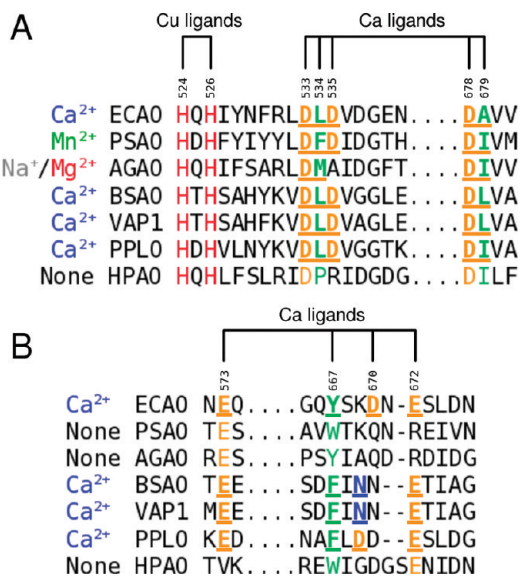 A
Cu ligands Ca ligands
524 526 533 534 535 678 679
Ca²⁺ ECAO HQHIYNFRLDLDVDGEN....DAVV
Mn²⁺ PSAO HDHFYIYYLDFDIDGTH....DIVM
Na⁺/Mg²⁺ AGAO HQHIFSARLDMAIDGFT....DIVV
Ca²⁺ BSAO HTHSAHYKVDLDVGGLE....DLVA
Ca²⁺ VAP1 HTHSAHFKVDLDVAGLE....DLVA
Ca²⁺ PPLO HDHVLNYKVDLDVGGTK....DIVA
None HPAO HQHLFSLRIDPRIDGDG....DILF
B
Ca ligands
573 667 670 672
Ca²⁺ ECAO NEQ....GQYSKDN-ESLDN
None PSAO TES....AVWTKQN-REIVN
None AGAO RES....PSYIAQD-RDIDG
Ca²⁺ BSAO TEE....SDFINN-ETIAG
Ca²⁺ VAP1 MEE....SDFINN-ETIAG
Ca²⁺ PPLO KED....NAFLDD-ESLDG
None HPAO TVK....REWIGDGSENIDN